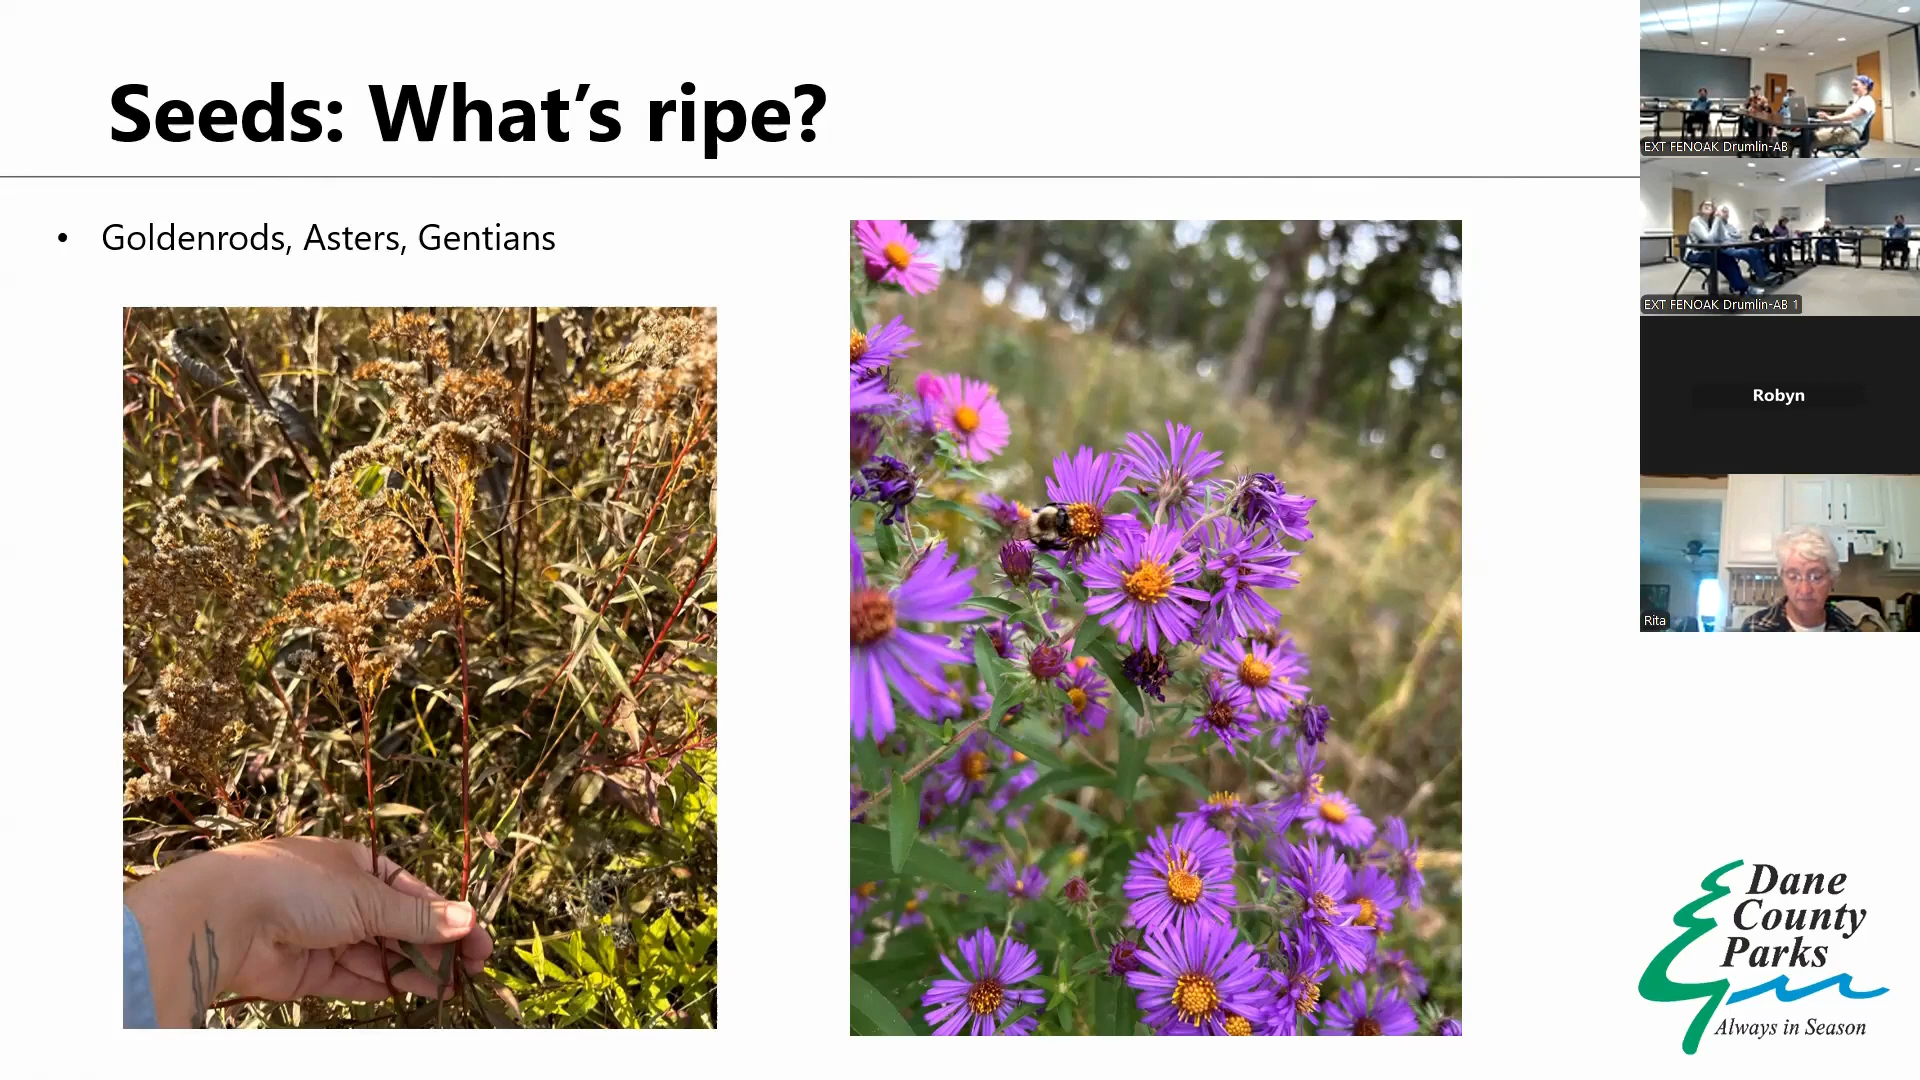 Seeds: What's ripe?
• Goldenrods, Asters, Gentians
EXT FENOAK Drumlin-AB
EXT FENOAK Drumlin-AB 1
Robyn
Rita
Dane
County
Parks
Always in Season